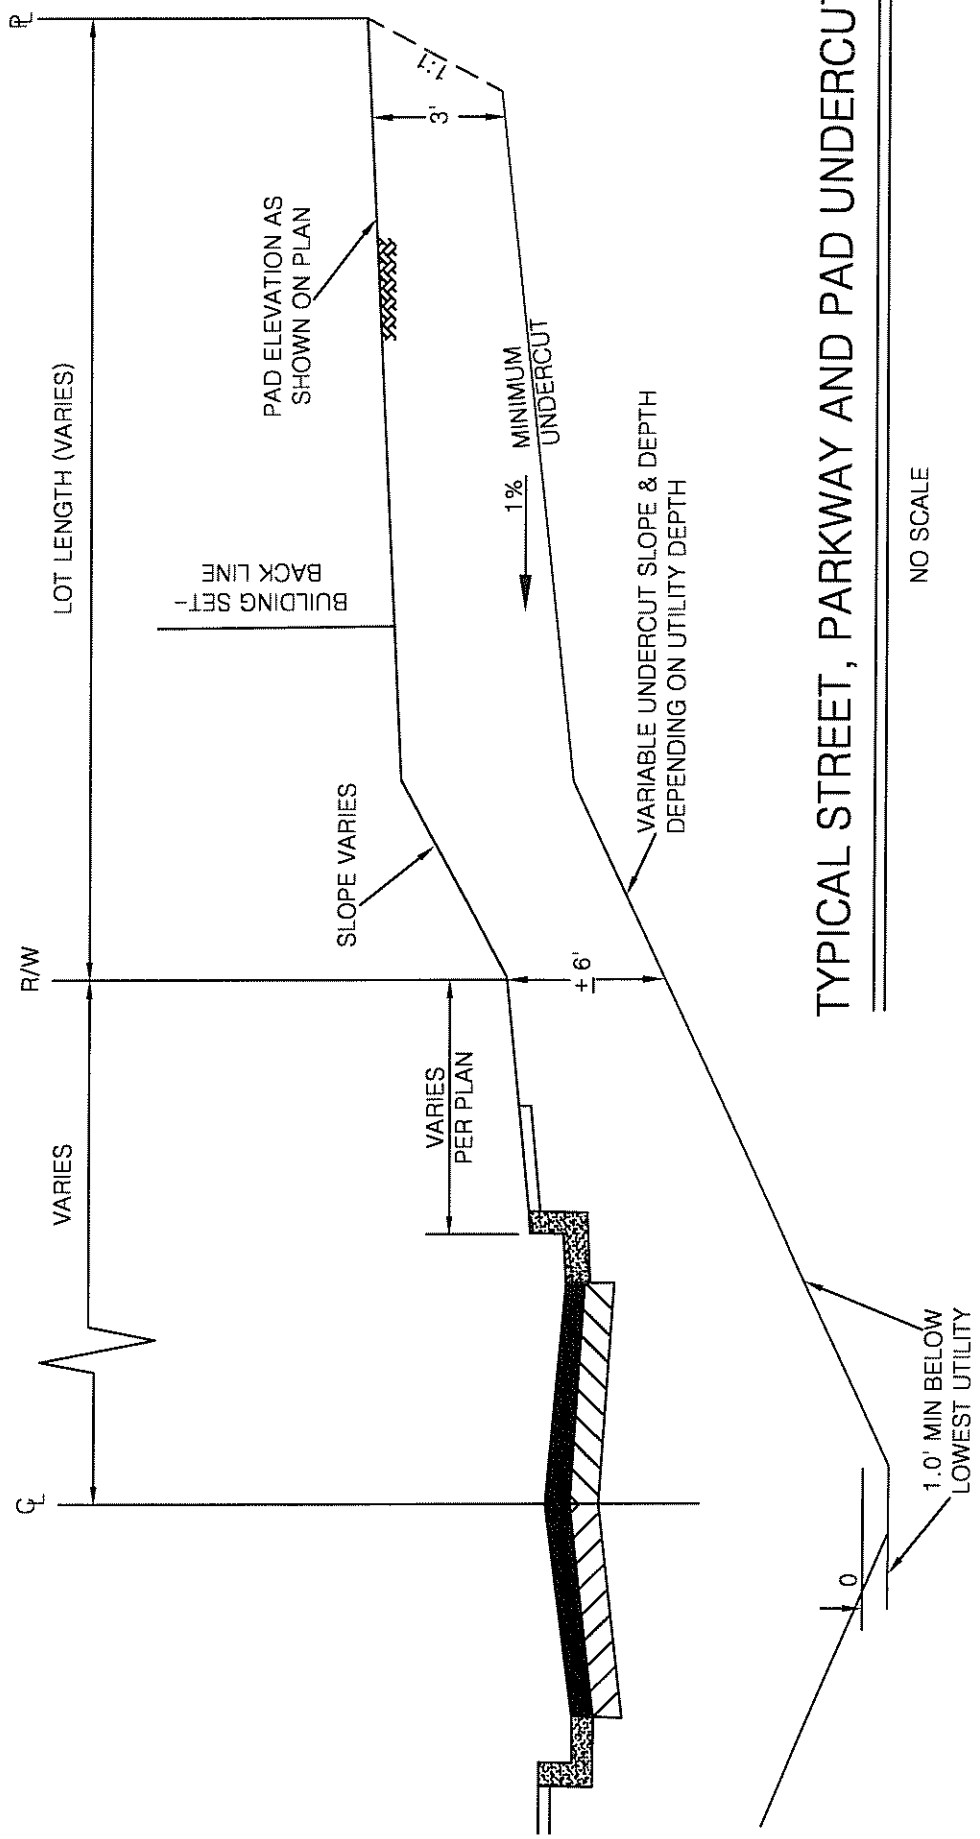 ℄
VARIES
R/W
LOT LENGTH (VARIES)
PL
BUILDING SET-
BACK LINE
PAD ELEVATION AS
SHOWN ON PLAN
1:1
3'
SLOPE VARIES
VARIES
PER PLAN
1%
MINIMUM
UNDERCUT
+6'
VARIABLE UNDERCUT SLOPE & DEPTH
DEPENDING ON UTILITY DEPTH
0
1.0' MIN BELOW
LOWEST UTILITY
TYPICAL STREET, PARKWAY AND PAD UNDERCUT
NO SCALE